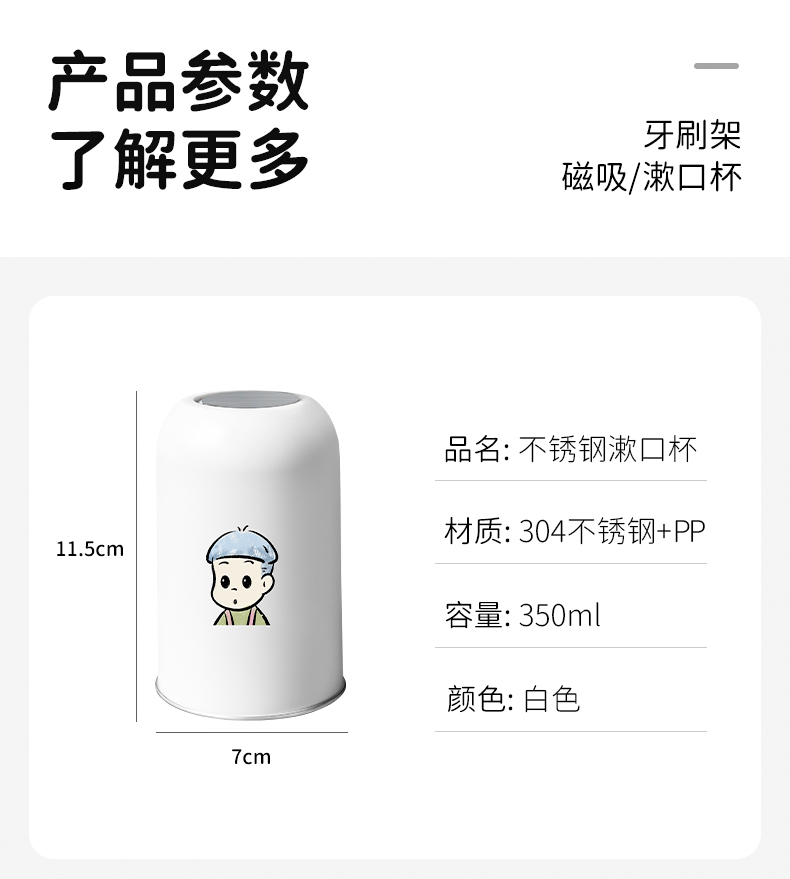 产品参数
了解更多
牙刷架
磁吸/漱口杯
11.5cm
7cm
品名: 不锈钢漱口杯
材质: 304不锈钢+PP
容量: 350ml
颜色: 白色